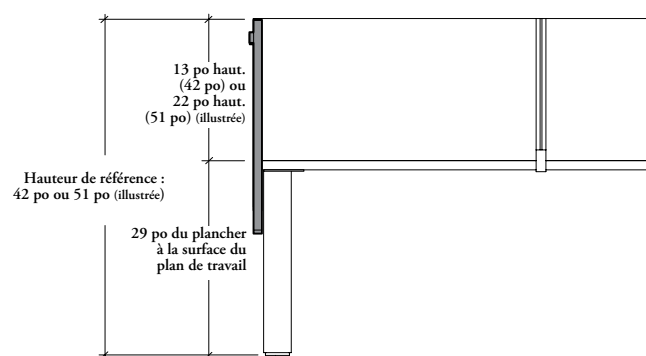 13 po haut.
(42 po) ou
22 po haut.
(51 po) (illustrée)
Hauteur de référence :
42 po ou 51 po (illustrée)
29 po du plancher
à la surface du
plan de travail